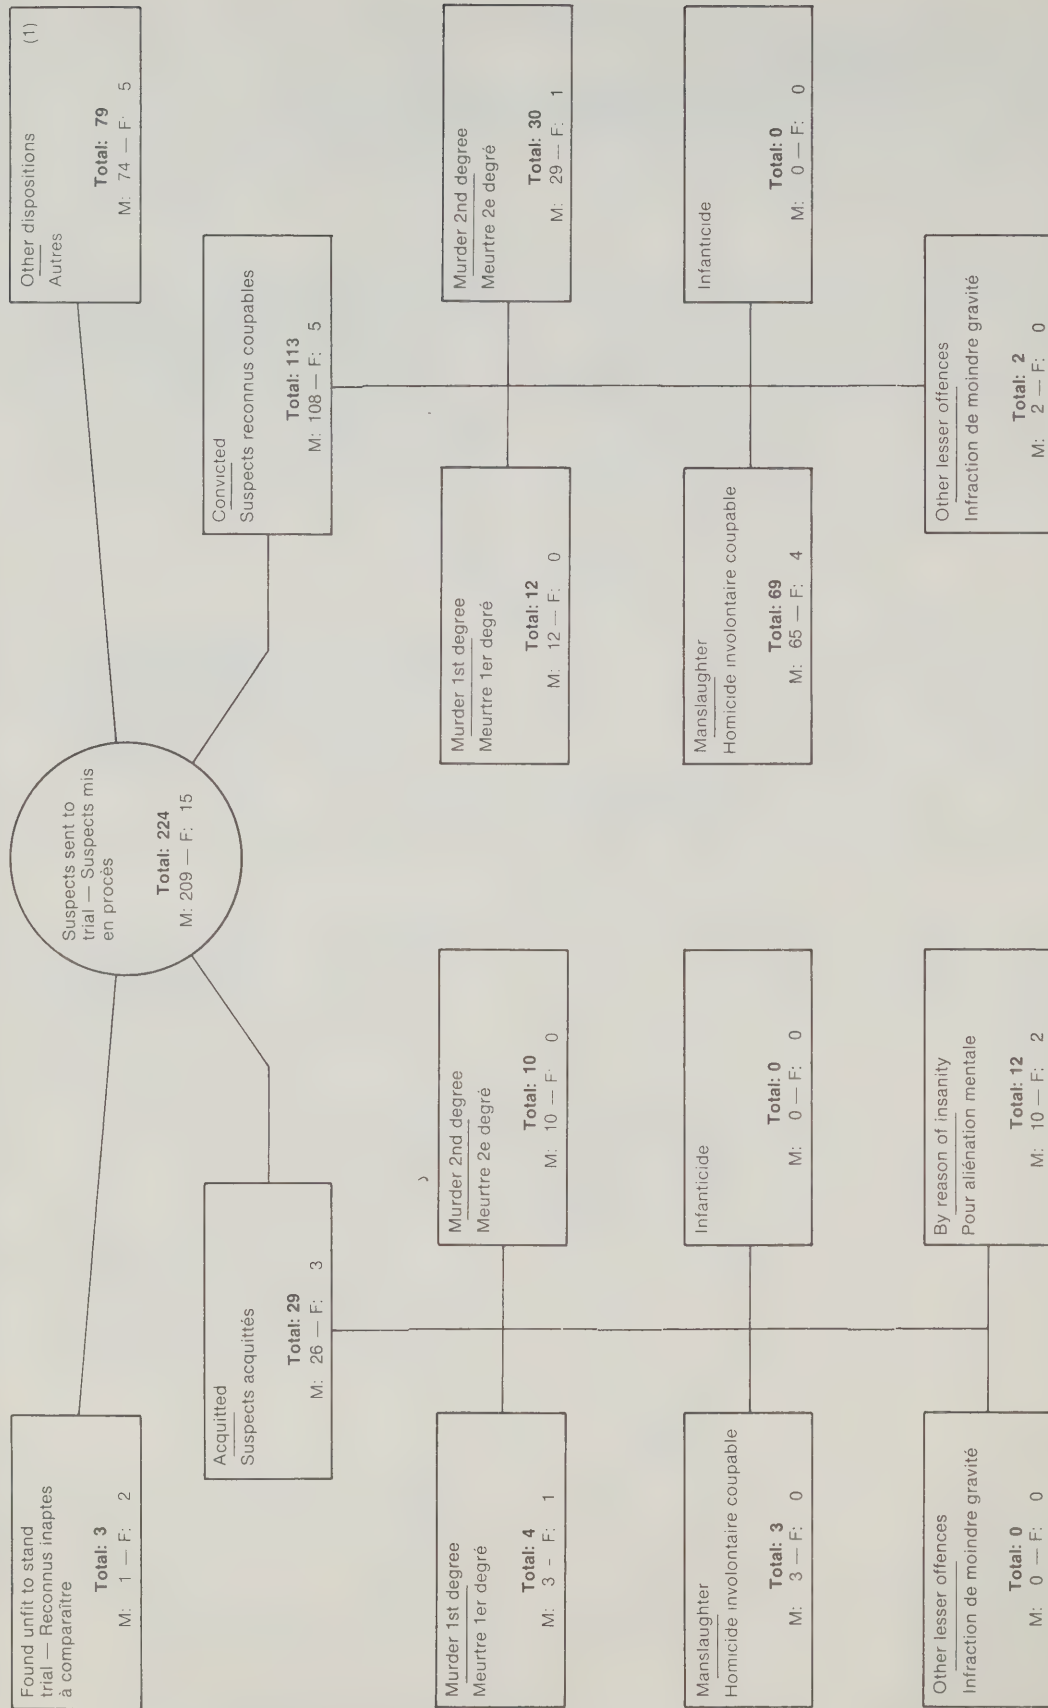 Suspects sent to
trial — Suspects mis
en procès
Total: 224
M: 209 — F: 15
Found unfit to stand
trial — Reconnus inaptes
à comparaître
Total: 3
M: 1 — F: 2
Other dispositions (1)
Autres
Total: 79
M: 74 — F: 5
Acquitted
Suspects acquittés
Total: 29
M: 26 — F: 3
Convicted
Suspects reconnus coupables
Total: 113
M: 108 — F: 5
Murder 1st degree
Meurtre 1er degré
Total: 4
M: 3 - F: 1
Murder 2nd degree
Meurtre 2e degré
Total: 10
M: 10 — F: 0
Murder 1st degree
Meurtre 1er degré
Total: 12
M: 12 — F: 0
Murder 2nd degree
Meurtre 2e degré
Total: 30
M: 29 — F: 1
Manslaughter
Homicide involontaire coupable
Total: 3
M: 3 — F: 0
Infanticide
Total: 0
M: 0 — F: 0
Manslaughter
Homicide involontaire coupable
Total: 69
M: 65 — F: 4
Infanticide
Total: 0
M: 0 — F: 0
Other lesser offences
Infraction de moindre gravité
Total: 0
M: 0 — F: 0
By reason of insanity
Pour aliénation mentale
Total: 12
M: 10 — F: 2
Other lesser offences
Infraction de moindre gravité
Total: 2
M: 2 — F: 0